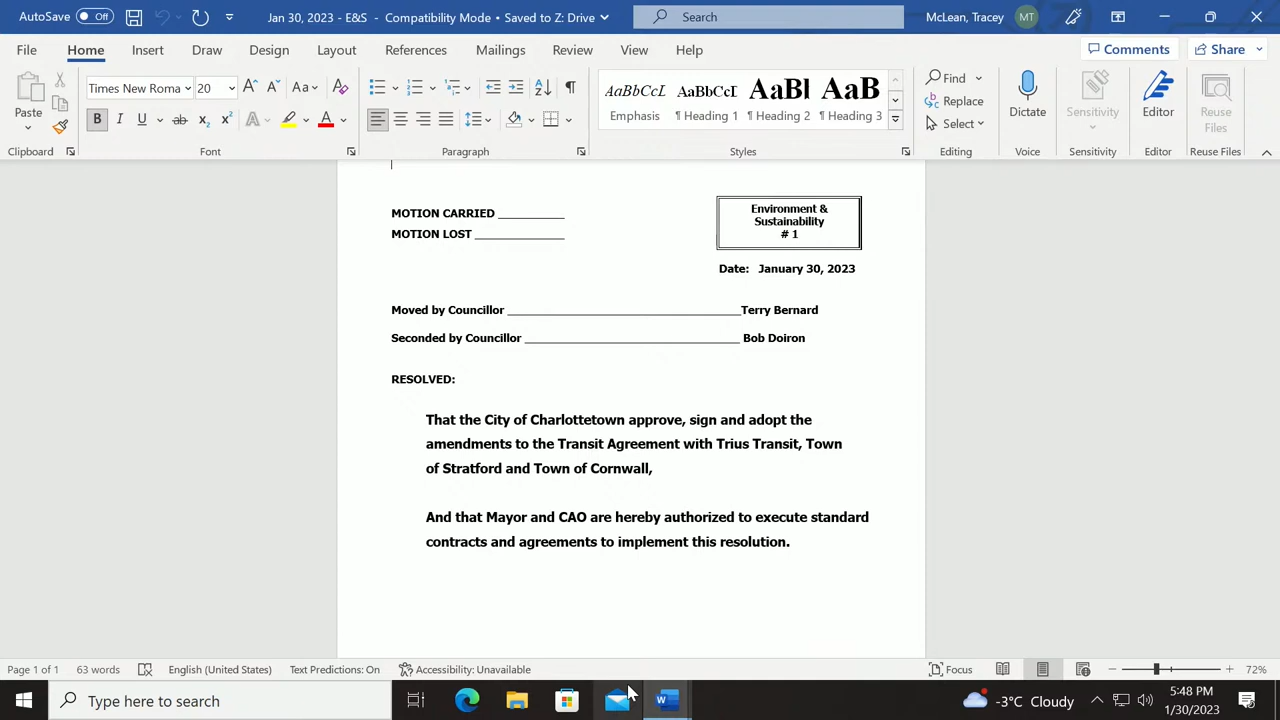 AutoSave Off Jan 30, 2023 - E&S - Compatibility Mode • Saved to Z: Drive Search McLean, Tracey MT
File Home Insert Draw Design Layout References Mailings Review View Help Comments Share
Paste
Clipboard
Times New Roma 20
Font
Paragraph
AaBbCcL AaBbCcI AaBl AaB
Emphasis ¶ Heading 1 ¶ Heading 2 ¶ Heading 3
Styles
Find
Replace
Select
Editing
Dictate
Voice
Sensitivity
Sensitivity
Editor
Editor
Reuse
Files
Reuse Files
MOTION CARRIED __________
MOTION LOST ______________
Environment &
Sustainability
# 1
Date: January 30, 2023
Moved by Councillor ____________________________________Terry Bernard
Seconded by Councillor _________________________________ Bob Doiron
RESOLVED:
That the City of Charlottetown approve, sign and adopt the
amendments to the Transit Agreement with Trius Transit, Town
of Stratford and Town of Cornwall,
And that Mayor and CAO are hereby authorized to execute standard
contracts and agreements to implement this resolution.
Page 1 of 1 63 words English (United States) Text Predictions: On Accessibility: Unavailable Focus 72%
Type here to search -3°C Cloudy 5:48 PM
1/30/2023